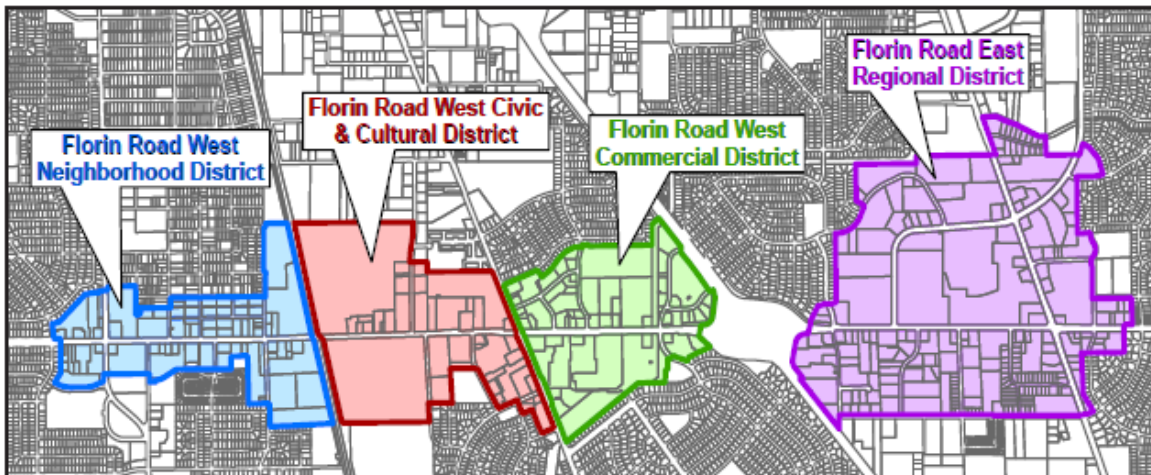 Florin Road West
Neighborhood District
Florin Road West Civic
& Cultural District
Florin Road West
Commercial District
Florin Road East
Regional District